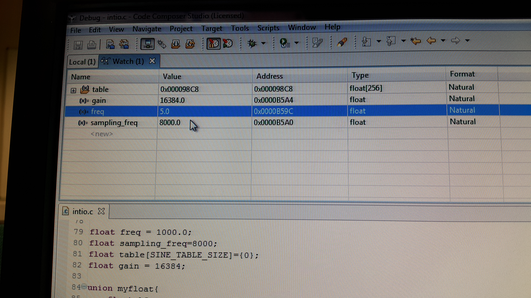 Debug - intio.c - Code Composer Studio (Licensed)
File Edit View Navigate Project Target Tools Scripts Window Help
Local (1) Watch (1)
Name Value Address Type Format
table 0x000098C8 0x000098C8 float[256] Natural
gain 16384.0 0x0000B5A4 float Natural
freq 5.0 0x0000B59C float Natural
sampling_freq 8000.0 0x0000B5A0 float Natural
<new>
intio.c
78
79 float freq = 1000.0;
80 float sampling_freq=8000;
81 float table[SINE_TABLE_SIZE]={0};
82 float gain = 16384;
83
84 union myfloat{